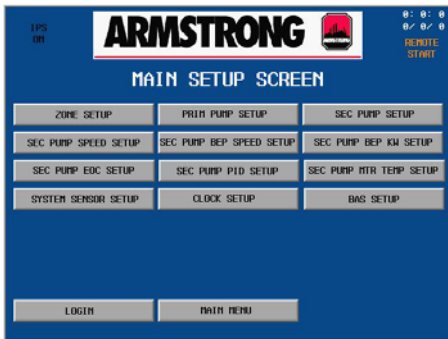 IPS
ON
ARMSTRONG
0: 0: 0
0/ 0/ 0
REMOTE
START
MAIN SETUP SCREEN
ZONE SETUP
PRIM PUMP SETUP
SEC PUMP SETUP
SEC PUMP SPEED SETUP
SEC PUMP BEP SPEED SETUP
SEC PUMP BEP KW SETUP
SEC PUMP EOC SETUP
SEC PUMP PID SETUP
SEC PUMP MTR TEMP SETUP
SYSTEM SENSOR SETUP
CLOCK SETUP
BAS SETUP
LOGIN
MAIN MENU